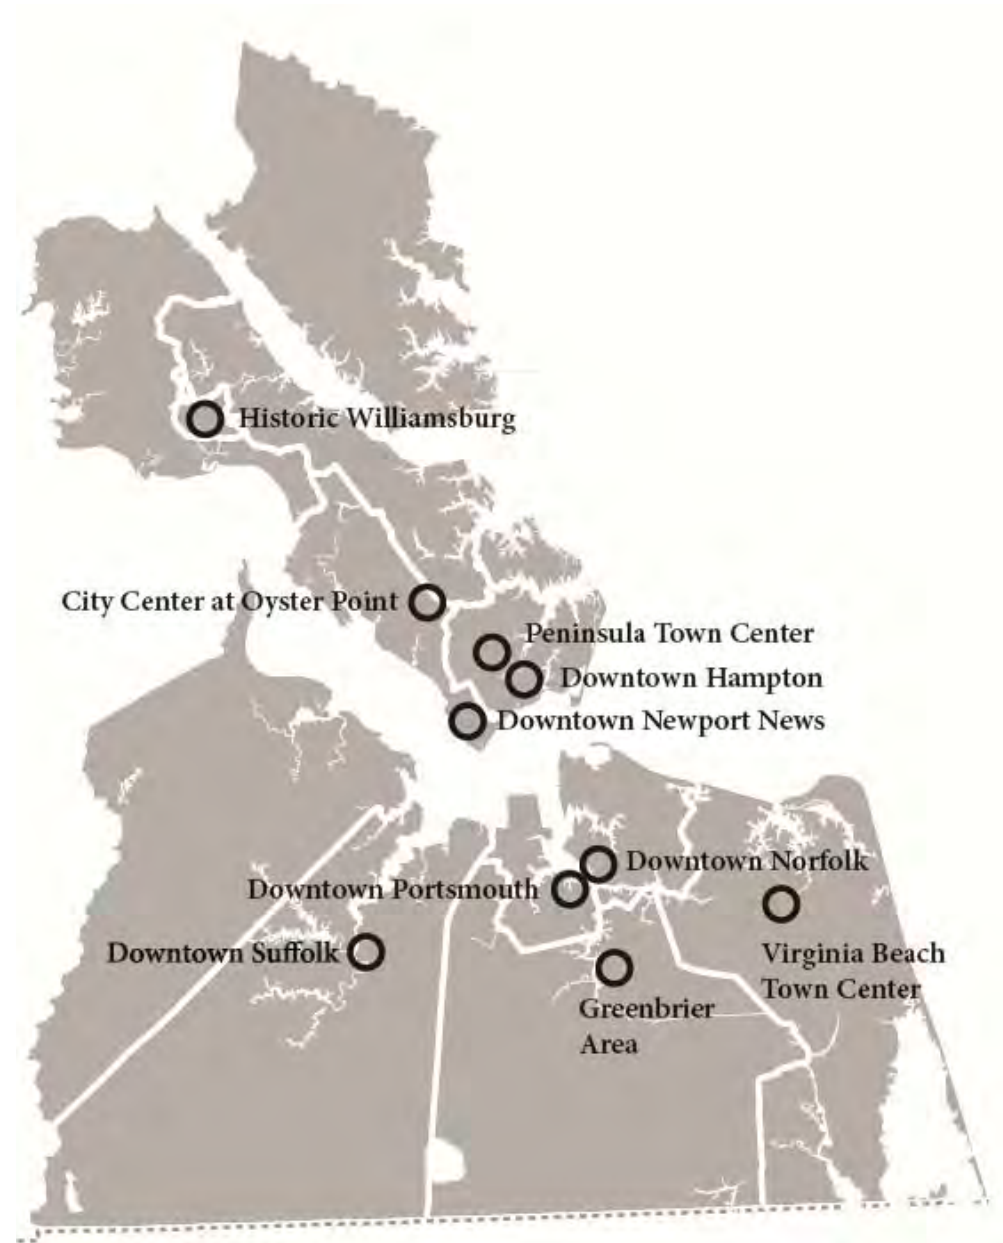 Historic Williamsburg
City Center at Oyster Point
Peninsula Town Center
Downtown Hampton
Downtown Newport News
Downtown Norfolk
Downtown Portsmouth
Downtown Suffolk
Virginia Beach
Town Center
Greenbrier
Area